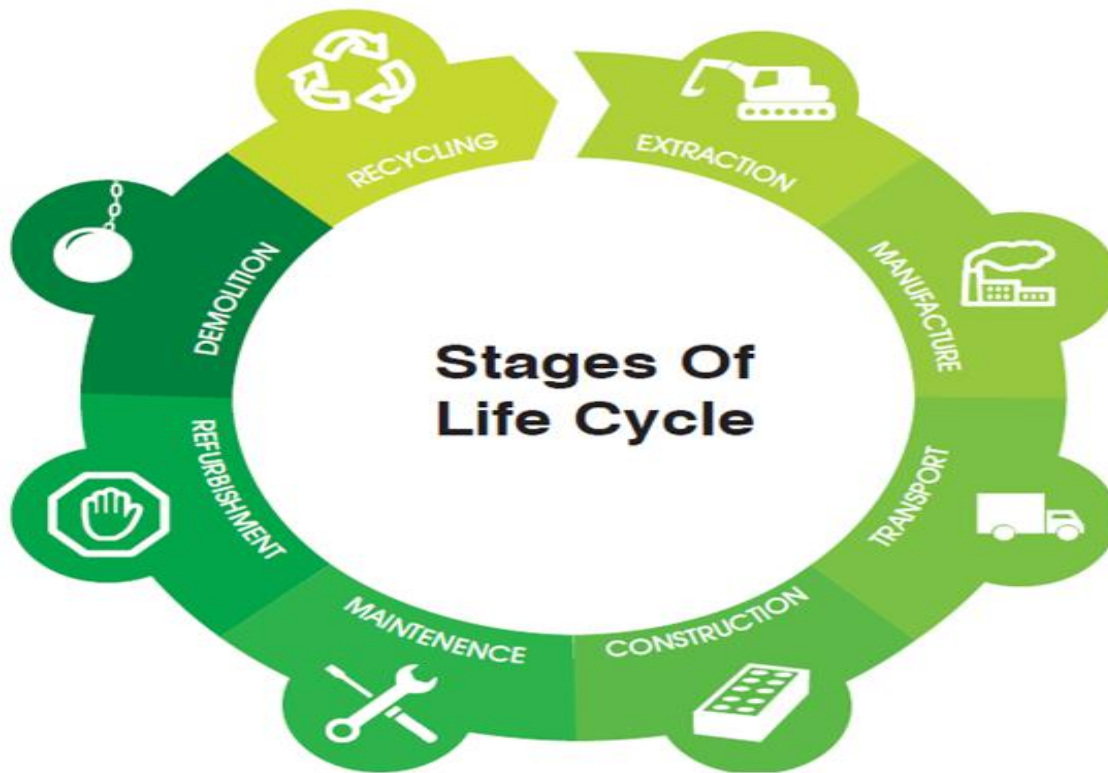 Stages Of
Life Cycle
EXTRACTION
MANUFACTURE
TRANSPORT
CONSTRUCTION
MAINTENENCE
REFURBISHMENT
DEMOLITION
RECYCLING